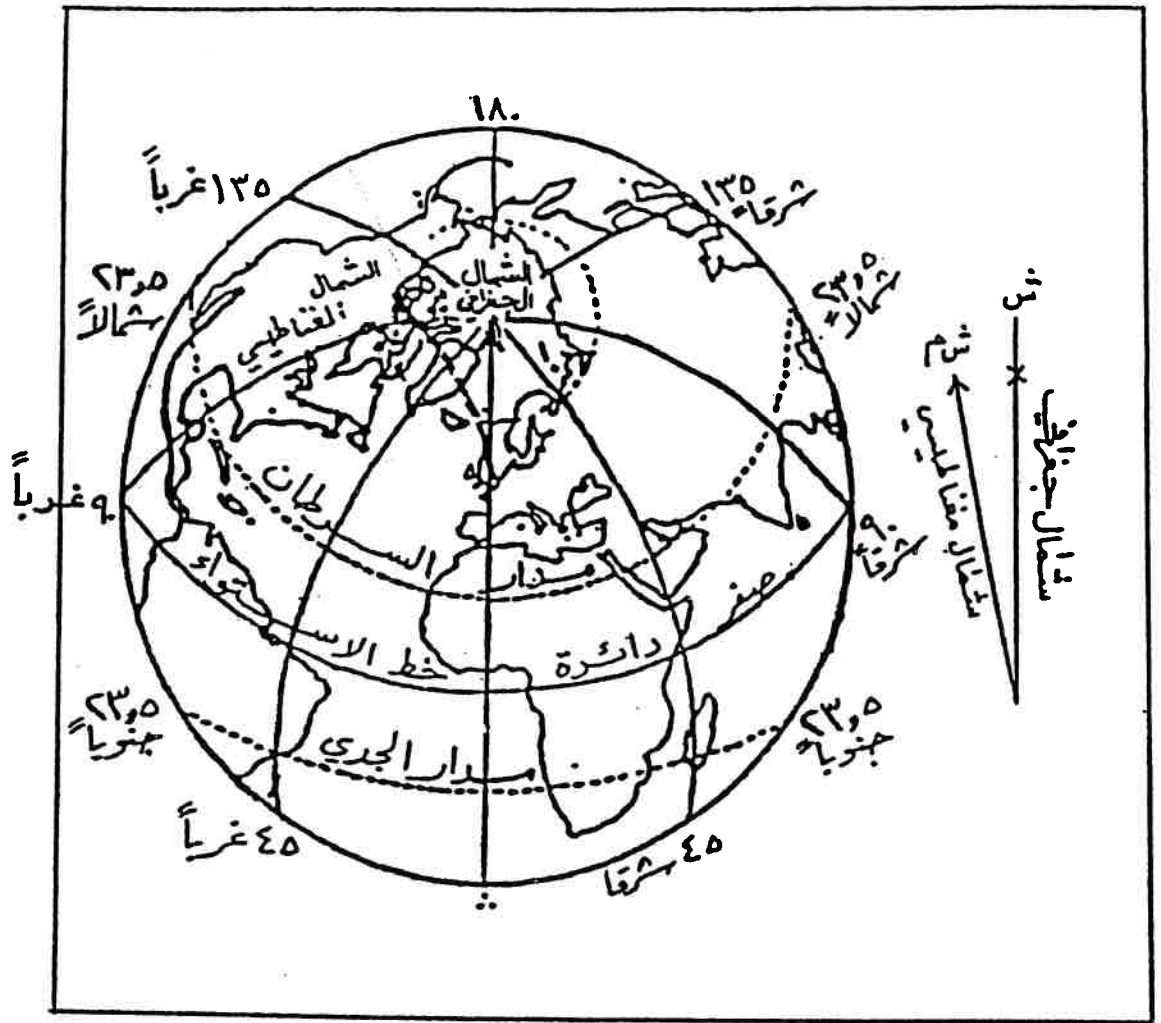 ١٨٠
١٣٥ غرباً
١٣٥ شرقاً
٢٣,٥
شمالاً
٢٣,٥
شمالاً
الشمال
الجغرافي
الشمال
المغناطيسي
٩٠ غرباً
٩٠
شرقاً
مدار السرطان
دائرة صفر
خط الاستواء
مدار الجدي
٢٣,٥
جنوباً
٢٣,٥
جنوباً
٤٥ غرباً
٤٥ شرقا
شمال جغرافي
ش م
شمال مغناطيسي